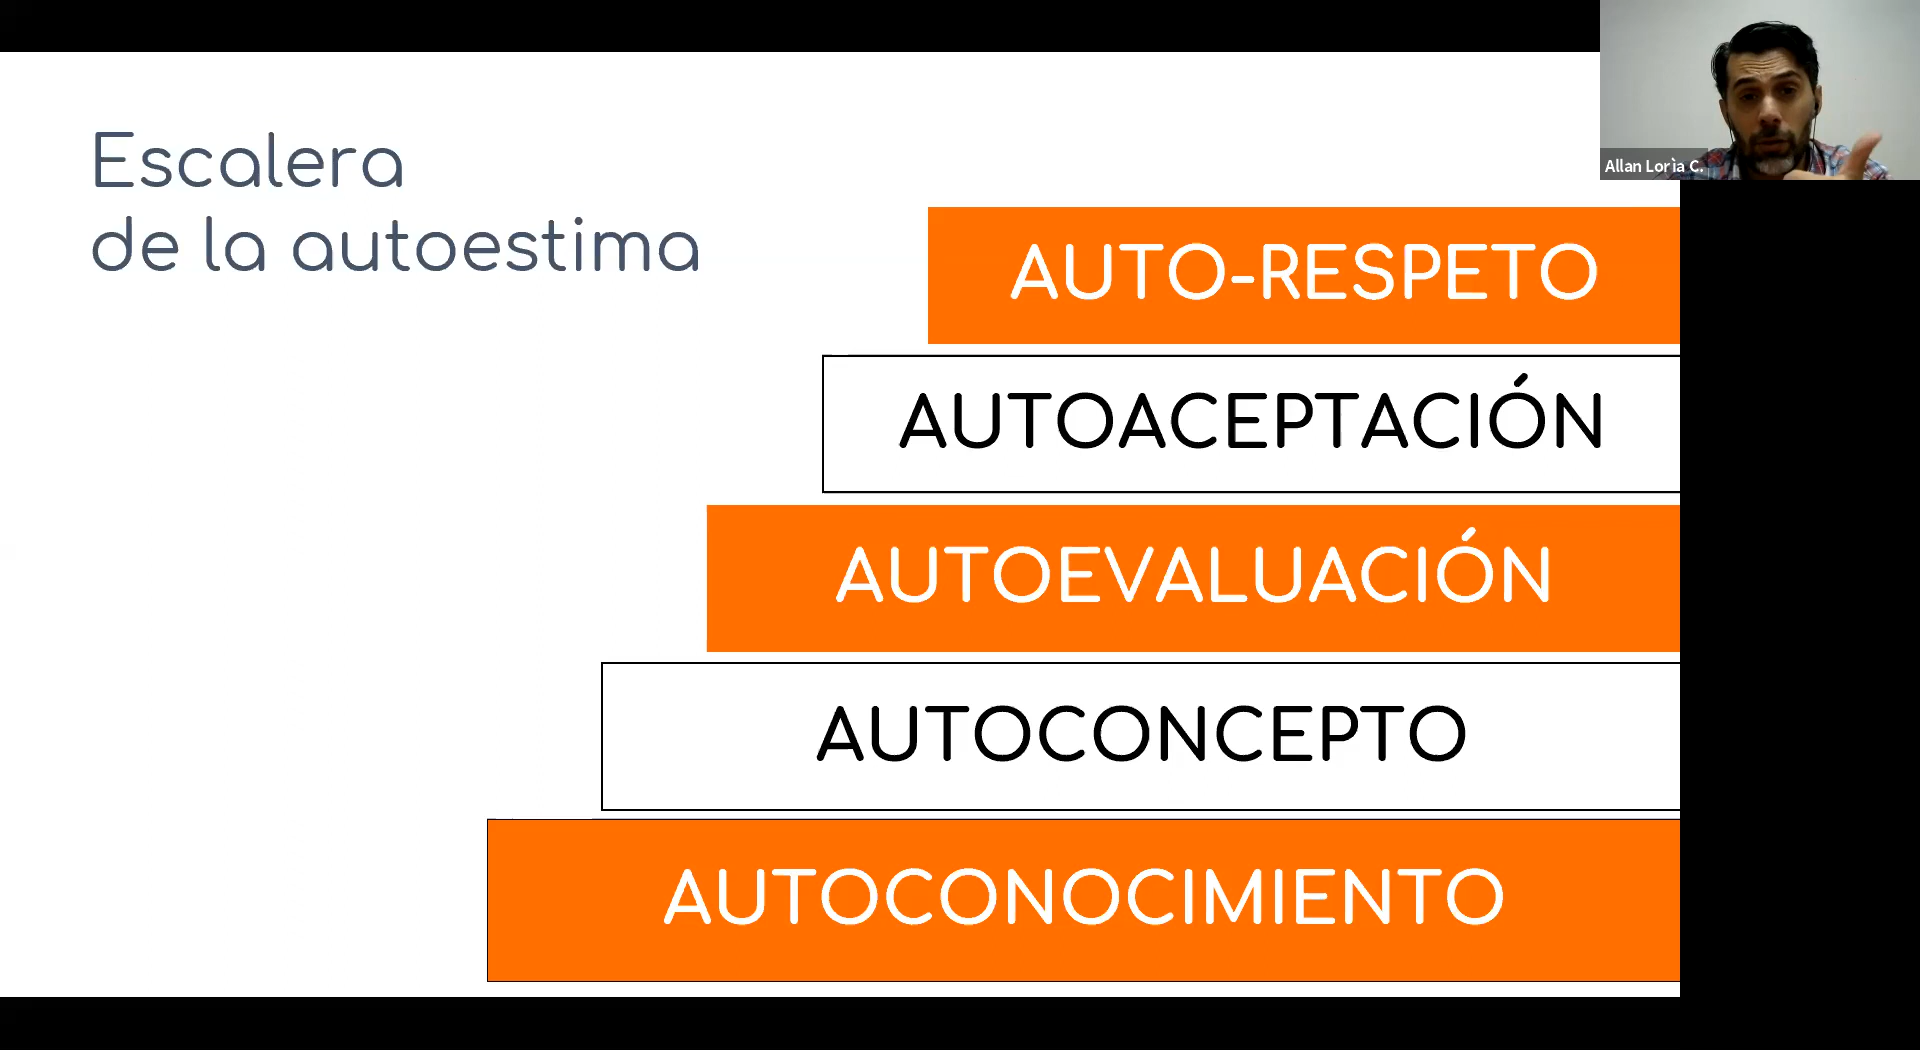 Escalera
de la autoestima
Allan Lorìa C.
AUTO-RESPETO
AUTOACEPTACIÓN
AUTOEVALUACIÓN
AUTOCONCEPTO
AUTOCONOCIMIENTO